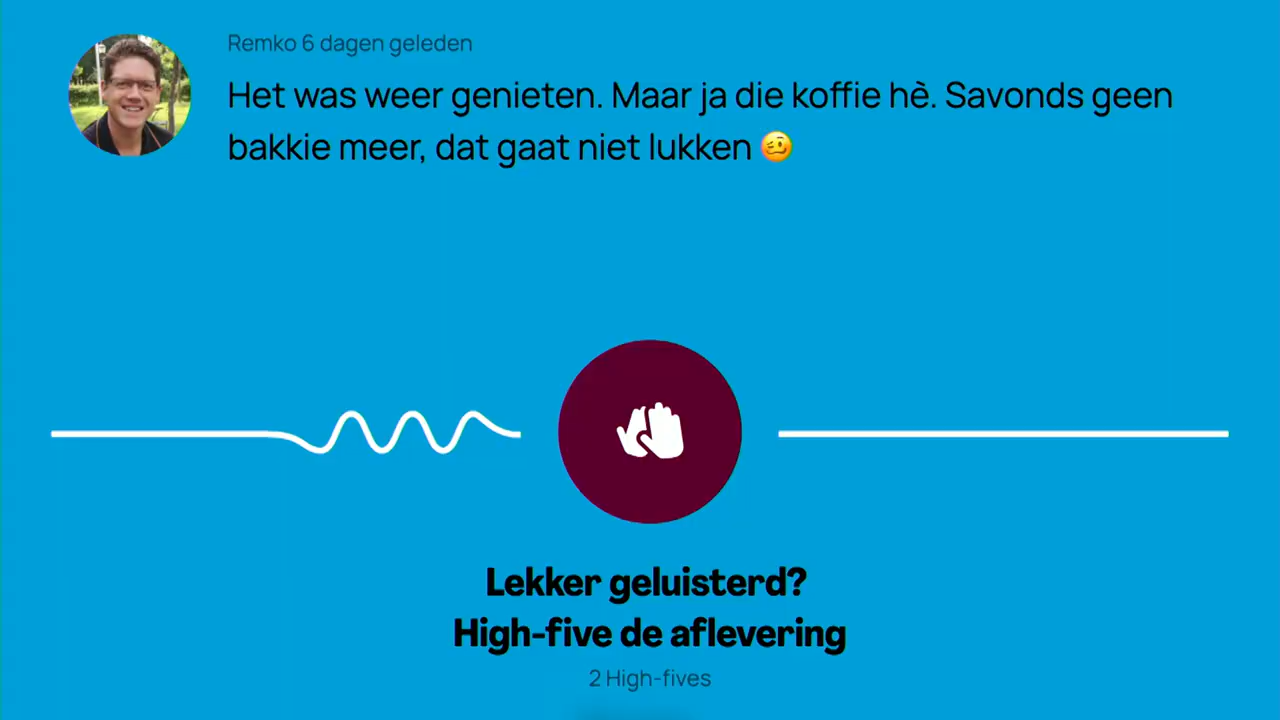 Remko 6 dagen geleden
Het was weer genieten. Maar ja die koffie hè. Savonds geen
bakkie meer, dat gaat niet lukken 🥴
Lekker geluisterd?
High-five de aflevering
2 High-fives